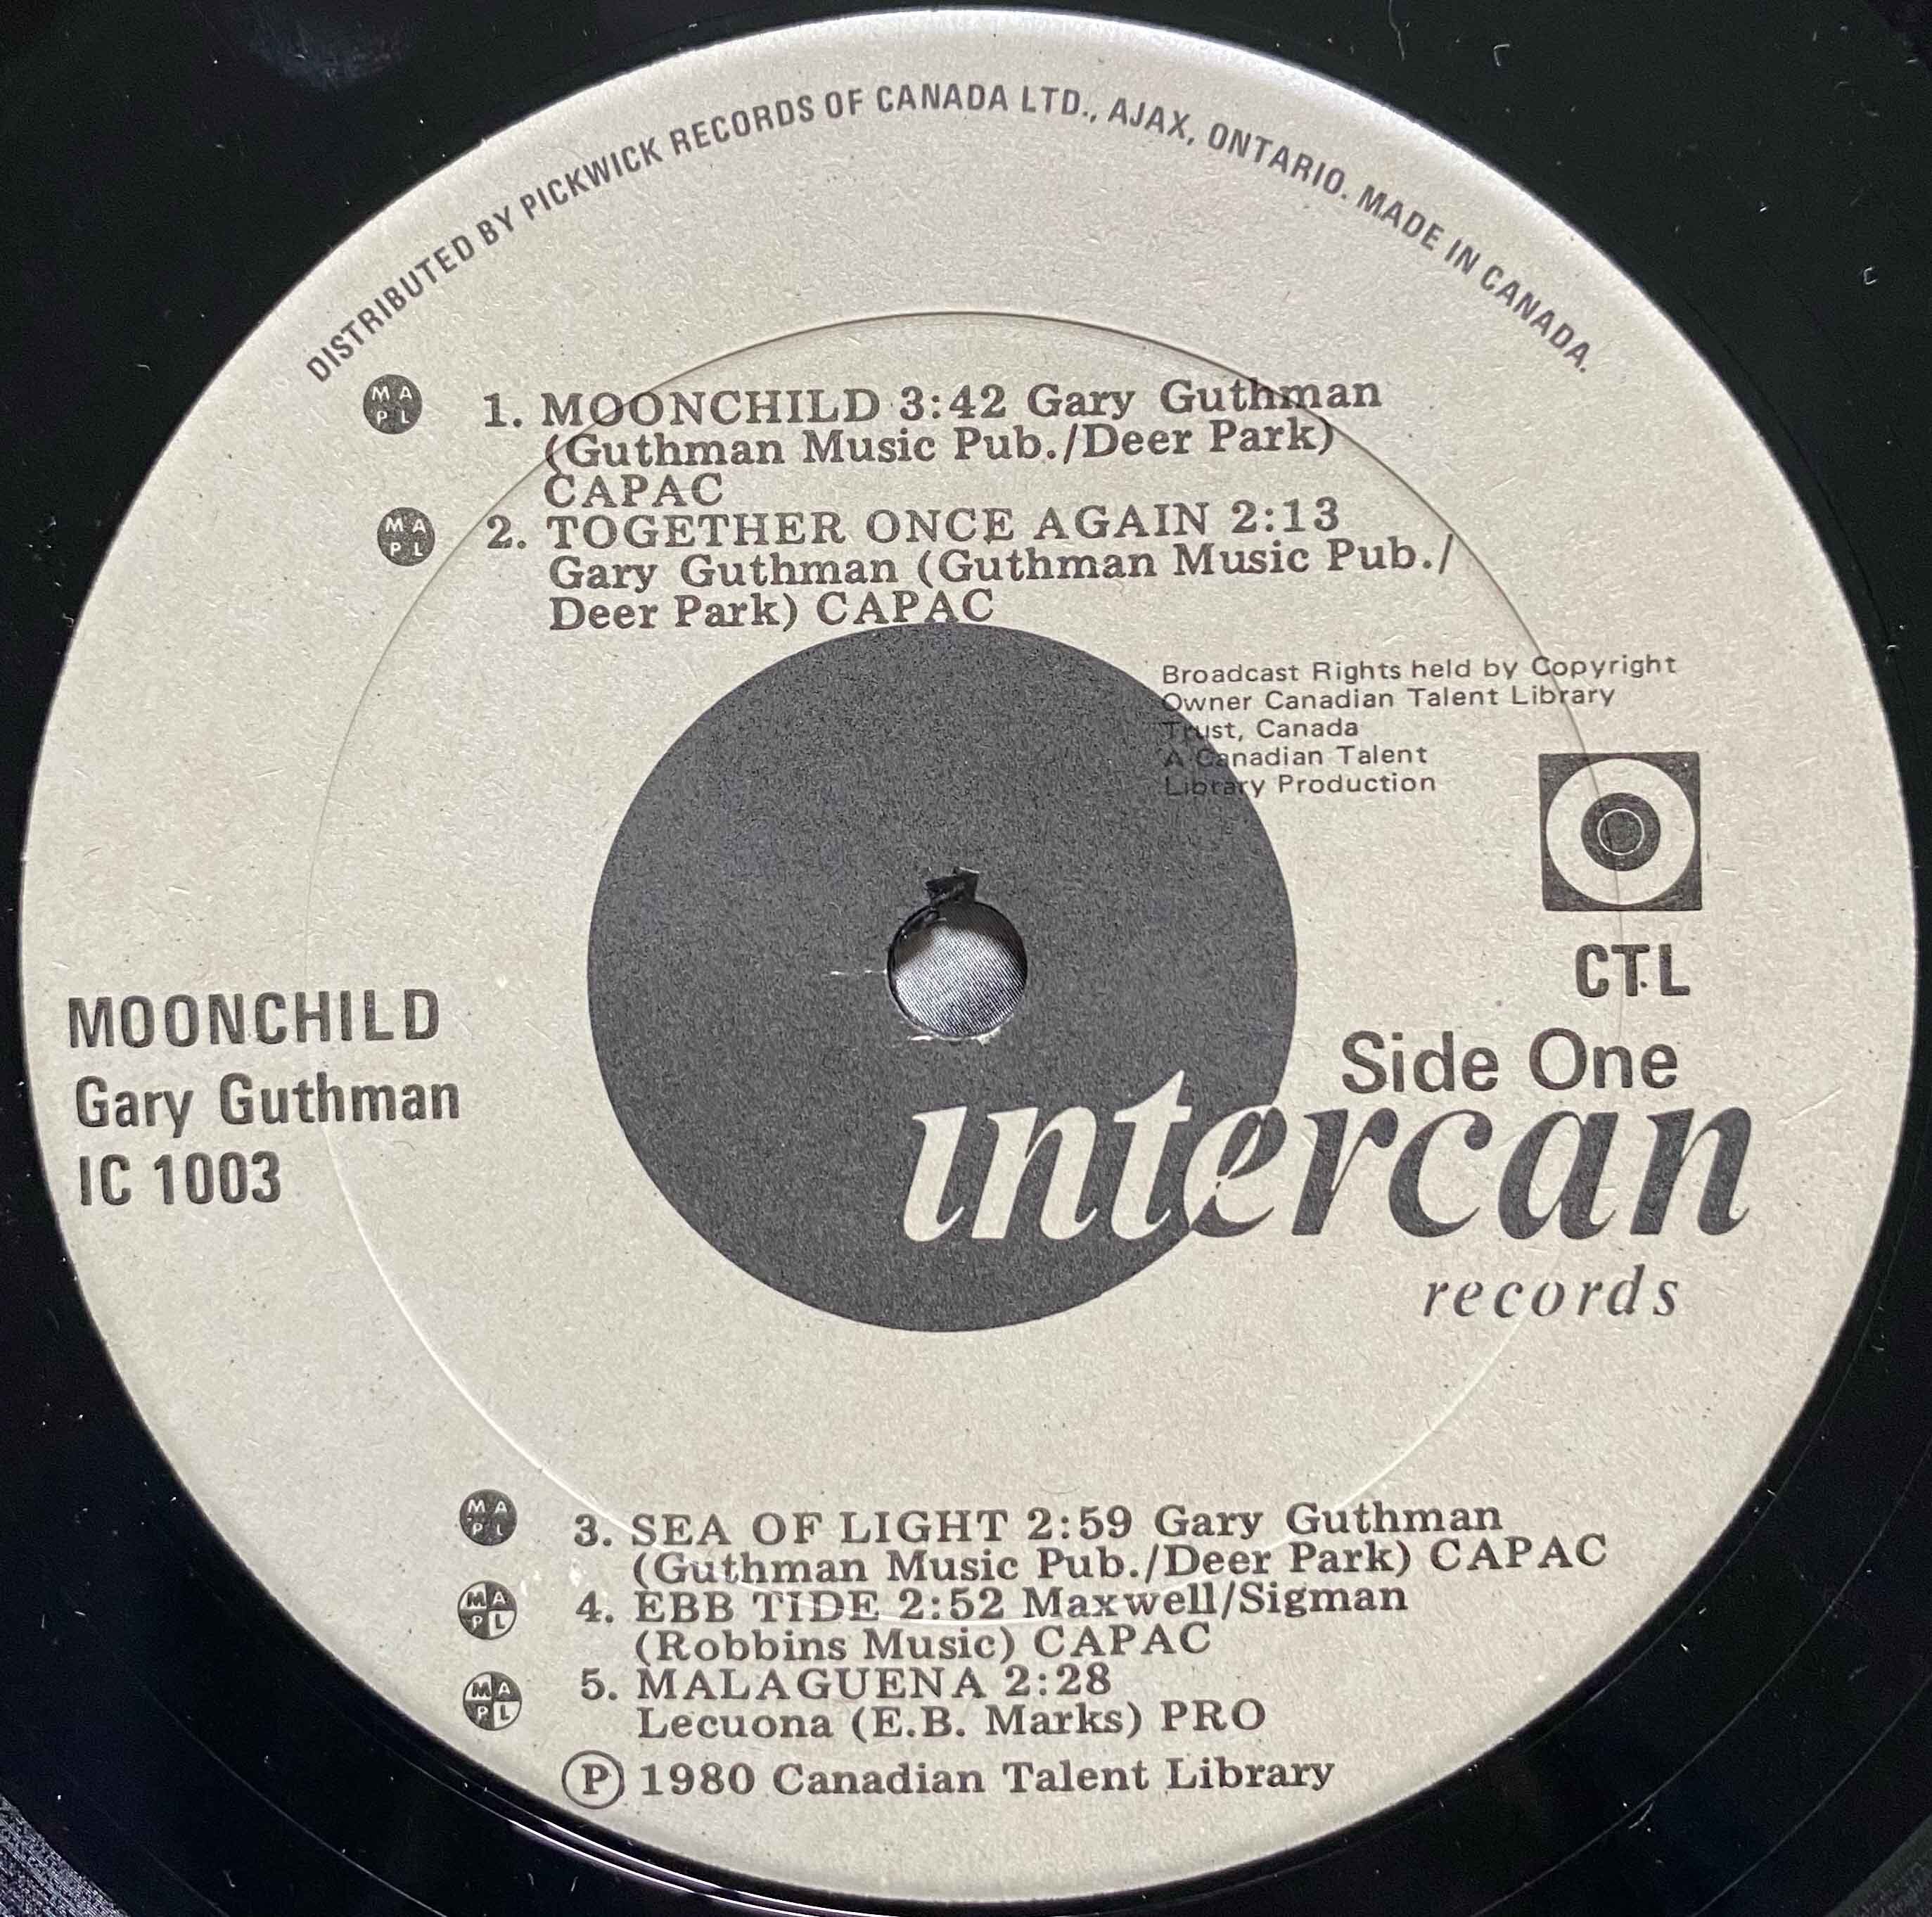 DISTRIBUTED BY PICKWICK RECORDS OF CANADA LTD., AJAX, ONTARIO. MADE IN CANADA.
MA
PL
1. MOONCHILD 3:42 Gary Guthman
(Guthman Music Pub./Deer Park)
CAPAC
MA
PL
2. TOGETHER ONCE AGAIN 2:13
Gary Guthman (Guthman Music Pub./
Deer Park) CAPAC
Broadcast Rights held by Copyright
Owner Canadian Talent Library
Trust, Canada
A Canadian Talent
Library Production
CTL
MOONCHILD
Gary Guthman
IC 1003
Side One
intercan
records
MA
PL
3. SEA OF LIGHT 2:59 Gary Guthman
(Guthman Music Pub./Deer Park) CAPAC
MA
PL
4. EBB TIDE 2:52 Maxwell/Sigman
(Robbins Music) CAPAC
MA
PL
5. MALAGUENA 2:28
Lecuona (E.B. Marks) PRO
Ⓟ 1980 Canadian Talent Library